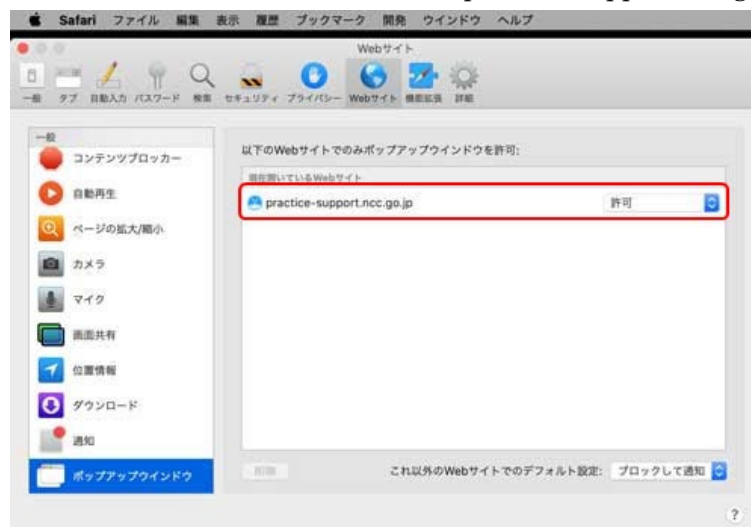 Safari ファイル 編集 表示 履歴 ブックマーク 開発 ウインドウ ヘルプ
Webサイト
一般 タブ 自動入力 パスワード 検索 セキュリティ プライバシー Webサイト 機能拡張 詳細
一般
コンテンツブロッカー
自動再生
ページの拡大/縮小
カメラ
マイク
画面共有
位置情報
ダウンロード
通知
ポップアップウインドウ
以下のWebサイトでのみポップアップウインドウを許可:
現在開いているWebサイト
practice-support.ncc.go.jp 許可
削除 これ以外のWebサイトでのデフォルト設定: ブロックして通知
?